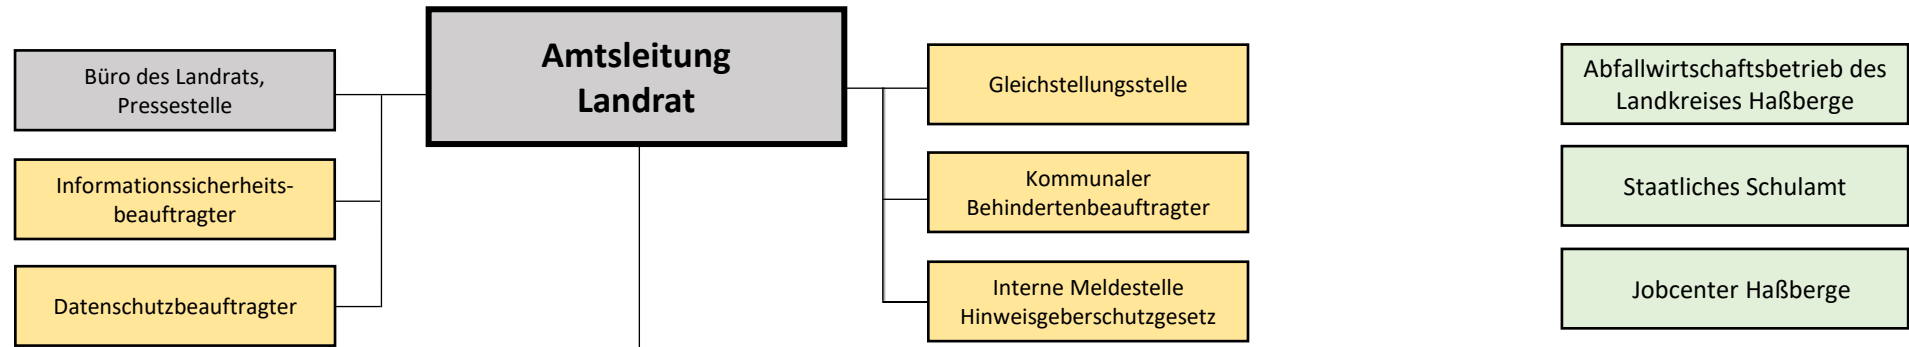 Amtsleitung
Landrat
Büro des Landrats,
Pressestelle
Informationssicherheits-
beauftragter
Datenschutzbeauftragter
Gleichstellungsstelle
Kommunaler
Behindertenbeauftragter
Interne Meldestelle
Hinweisgeberschutzgesetz
Abfallwirtschaftsbetrieb des
Landkreises Haßberge
Staatliches Schulamt
Jobcenter Haßberge